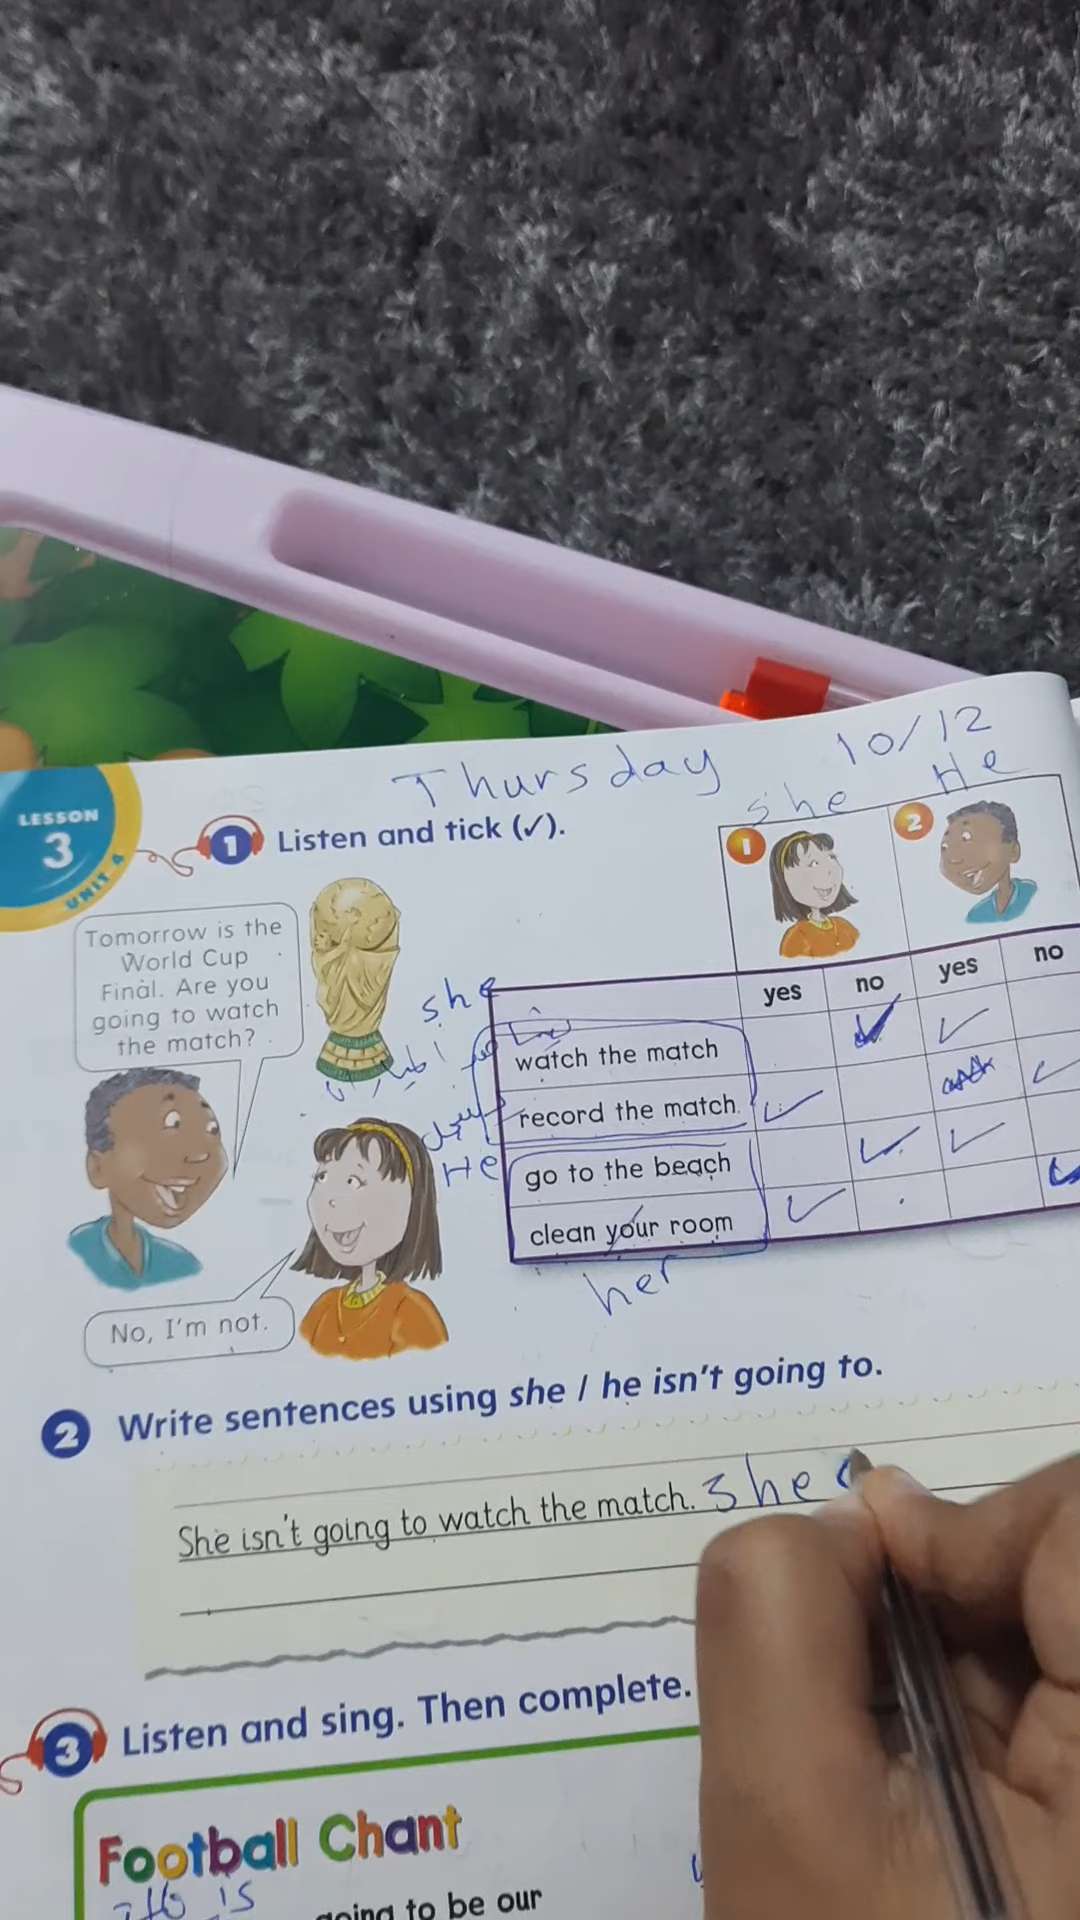 Thursday 10/12
she He
LESSON
3
UNIT 4
1 Listen and tick (✓).
1 2
Tomorrow is the
World Cup
Final. Are you
going to watch
the match?
she
yes no yes no
watch the match
record the match
يسجل
He
go to the beach
clean your room
her
No, I'm not.
2 Write sentences using she / he isn't going to.
She isn't going to watch the match. She
3 Listen and sing. Then complete.
Football Chant
is
going to be our